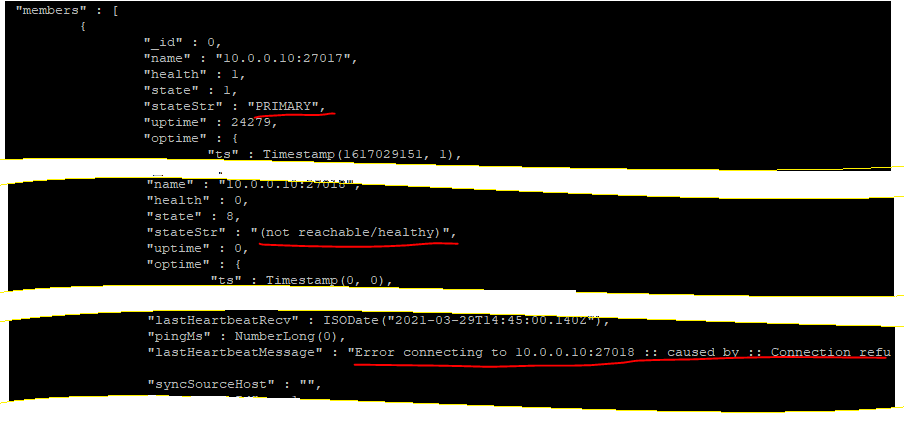 "members" : [
{
"_id" : 0,
"name" : "10.0.0.10:27017",
"health" : 1,
"state" : 1,
"stateStr" : "PRIMARY",
"uptime" : 24279,
"optime" : {
"ts" : Timestamp(1617029151, 1),
"name" : "10.0.0.10:27018",
"health" : 0,
"state" : 8,
"stateStr" : "(not reachable/healthy)",
"uptime" : 0,
"optime" : {
"ts" : Timestamp(0, 0),
"lastHeartbeatRecv" : ISODate("2021-03-29T14:45:00.140Z"),
"pingMs" : NumberLong(0),
"lastHeartbeatMessage" : "Error connecting to 10.0.0.10:27018 :: caused by :: Connection refu
"syncSourceHost" : "",